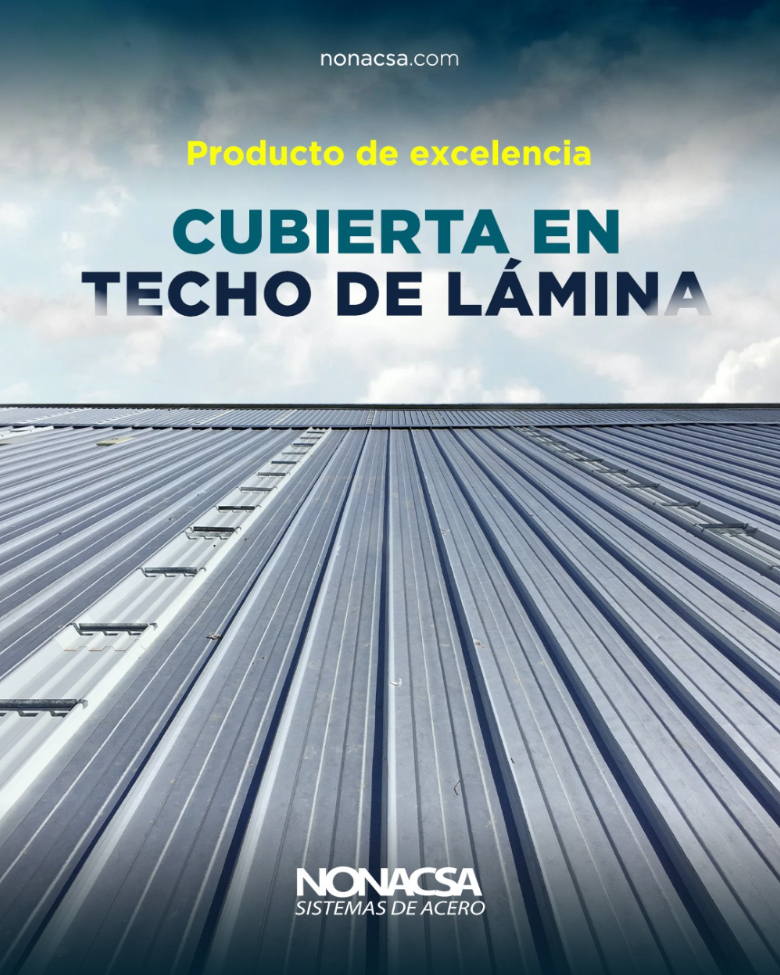 nonacsa.com
Producto de excelencia
CUBIERTA EN
TECHO DE LÁMINA
NONACSA
SISTEMAS DE ACERO